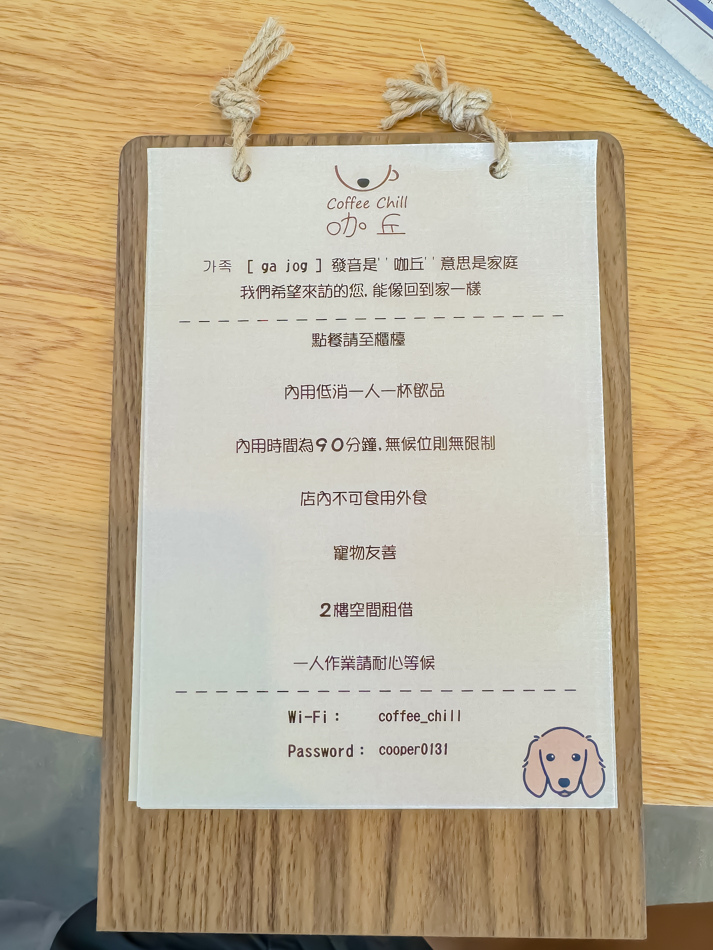 Coffee Chill
咖丘
가족 [ ga jog ] 發音是''咖丘''意思是家庭
我們希望來訪的您,能像回到家一樣
點餐請至櫃檯
內用低消一人一杯飲品
內用時間為90分鐘,無候位則無限制
店內不可食用外食
寵物友善
2樓空間租借
一人作業請耐心等候
Wi-Fi: coffee_chill
Password: cooper0131